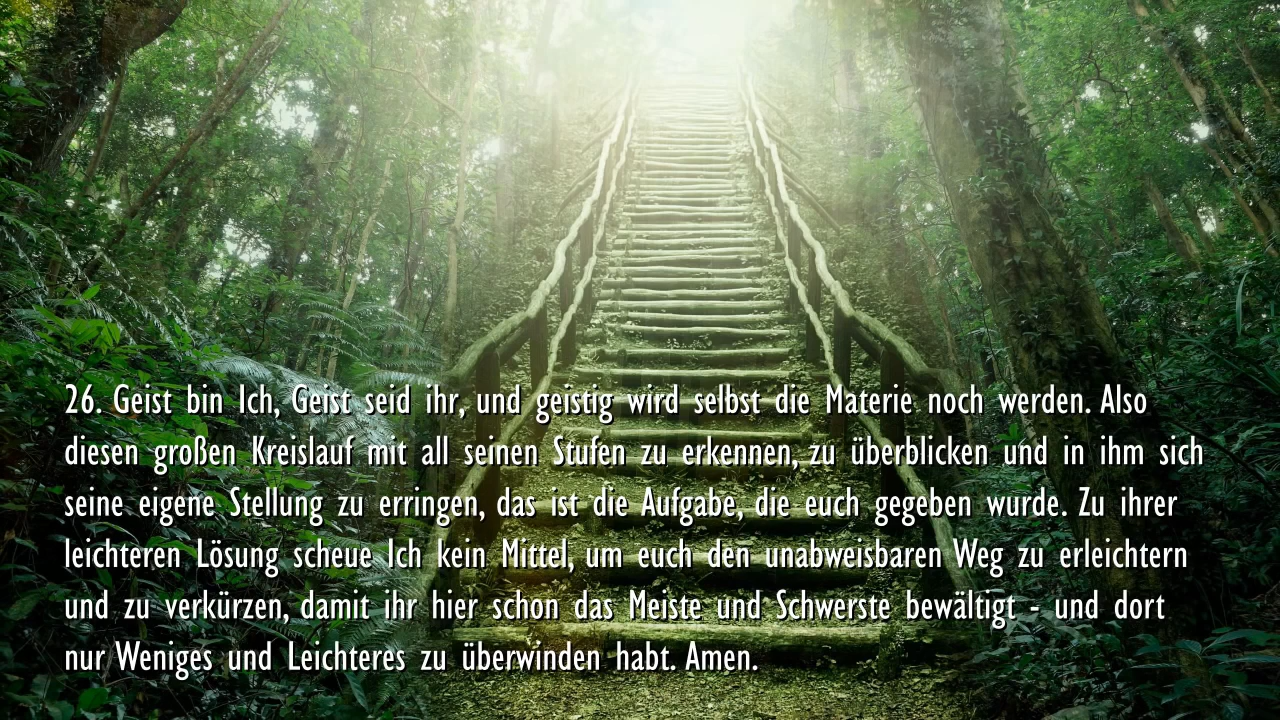 26. Geist bin Ich, Geist seid ihr, und geistig wird selbst die Materie noch werden. Also
diesen großen Kreislauf mit all seinen Stufen zu erkennen, zu überblicken und in ihm sich
seine eigene Stellung zu erringen, das ist die Aufgabe, die euch gegeben wurde. Zu ihrer
leichteren Lösung scheue Ich kein Mittel, um euch den unabweisbaren Weg zu erleichtern
und zu verkürzen, damit ihr hier schon das Meiste und Schwerste bewältigt - und dort
nur Weniges und Leichteres zu überwinden habt. Amen.